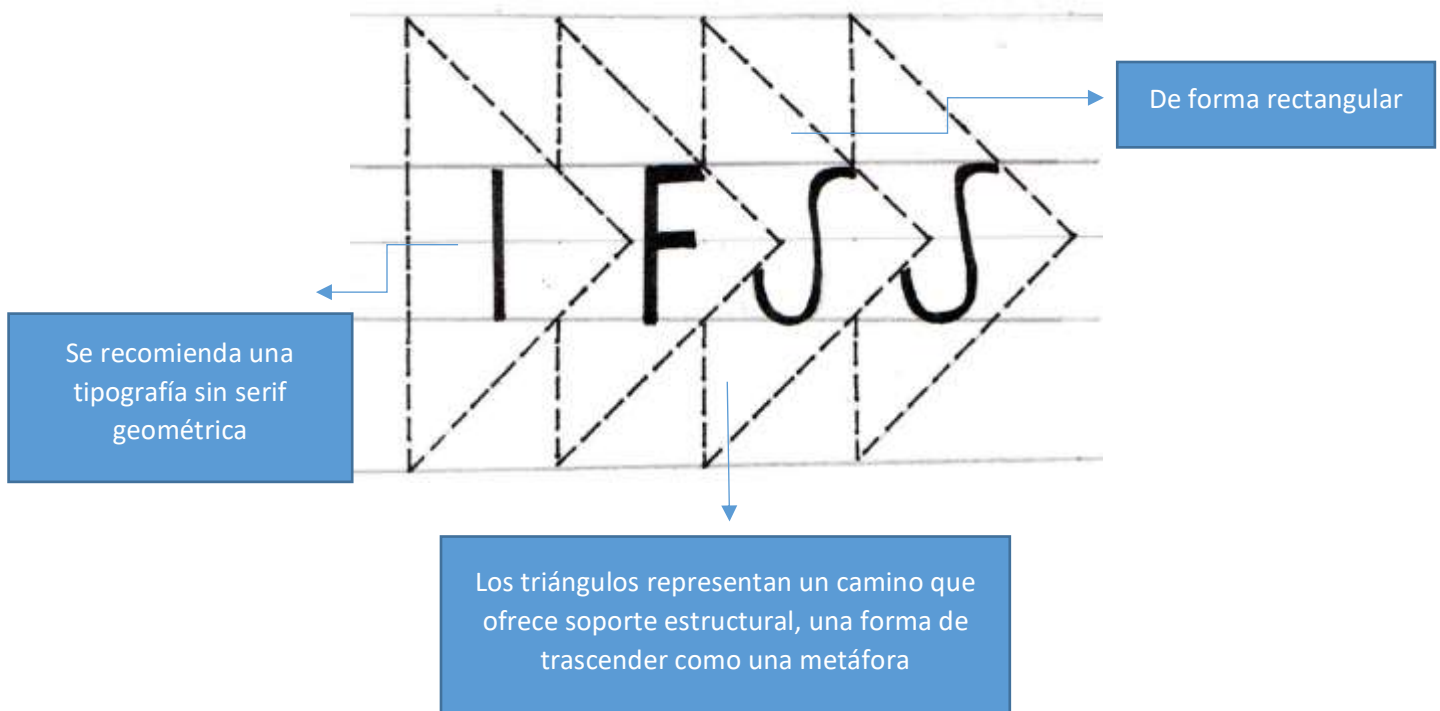 De forma rectangular
I F S S
Se recomienda una
tipografía sin serif
geométrica
Los triángulos representan un camino que
ofrece soporte estructural, una forma de
trascender como una metáfora